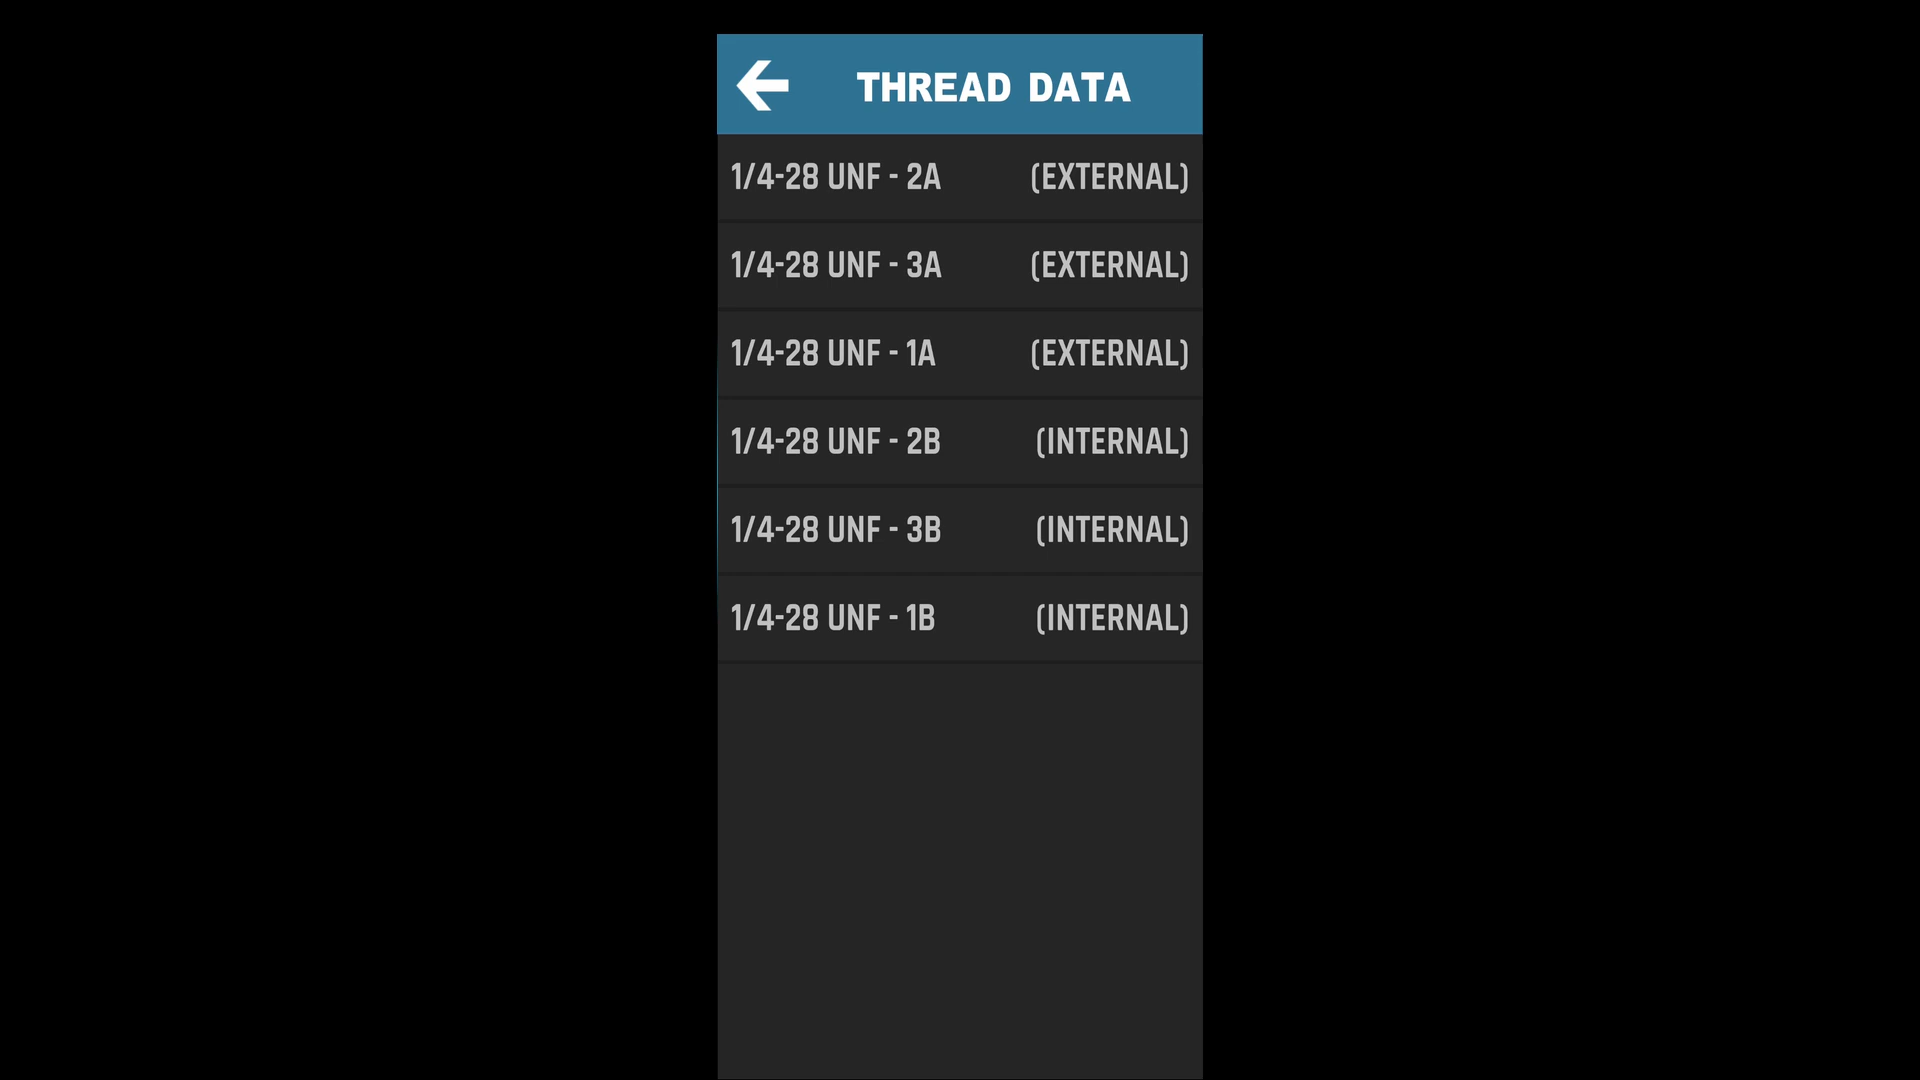 THREAD DATA
1/4-28 UNF - 2A (EXTERNAL)
1/4-28 UNF - 3A (EXTERNAL)
1/4-28 UNF - 1A (EXTERNAL)
1/4-28 UNF - 2B (INTERNAL)
1/4-28 UNF - 3B (INTERNAL)
1/4-28 UNF - 1B (INTERNAL)